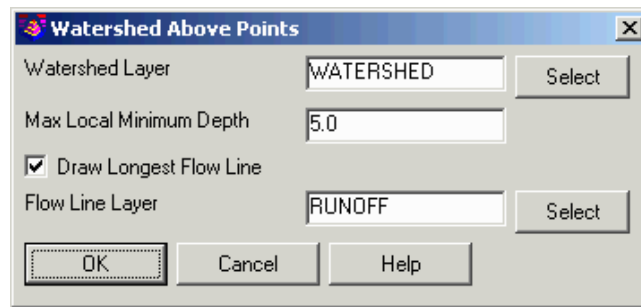 Watershed Above Points
Watershed Layer WATERSHED Select
Max Local Minimum Depth 5.0
Draw Longest Flow Line
Flow Line Layer RUNOFF Select
OK Cancel Help